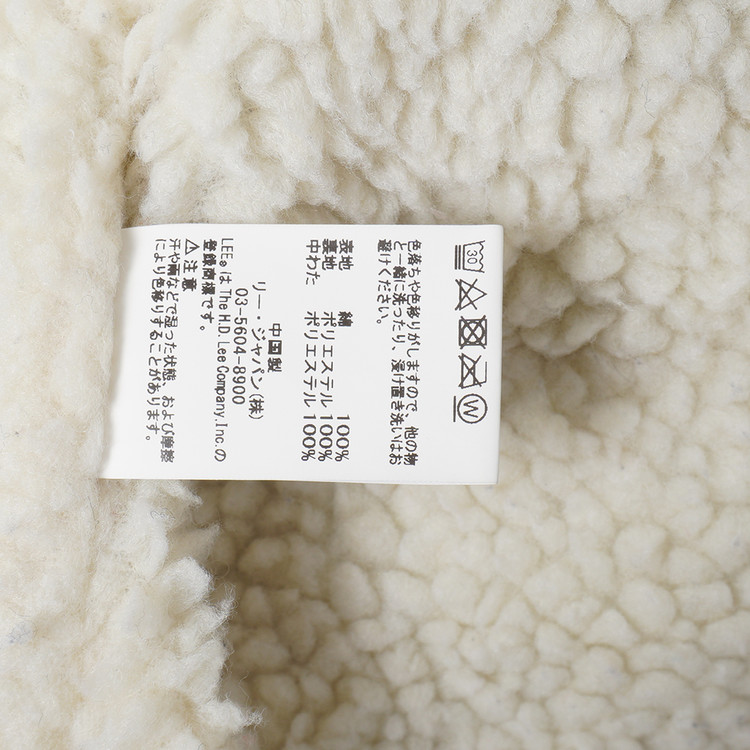 30
W
色落ちや色移りがしますので、他の物
と一緒に洗ったり、浸け置き洗いはお
避けください。
表地 綿 100%
裏地 ポリエステル 100%
中わた ポリエステル 100%
中国製
リー・ジャパン(株)
03-5604-8900
LEE® は The H.D. Lee Company, Inc. の
登録商標です。
⚠注意
汗や雨などで湿った状態、および摩擦
により色移りすることがあります。